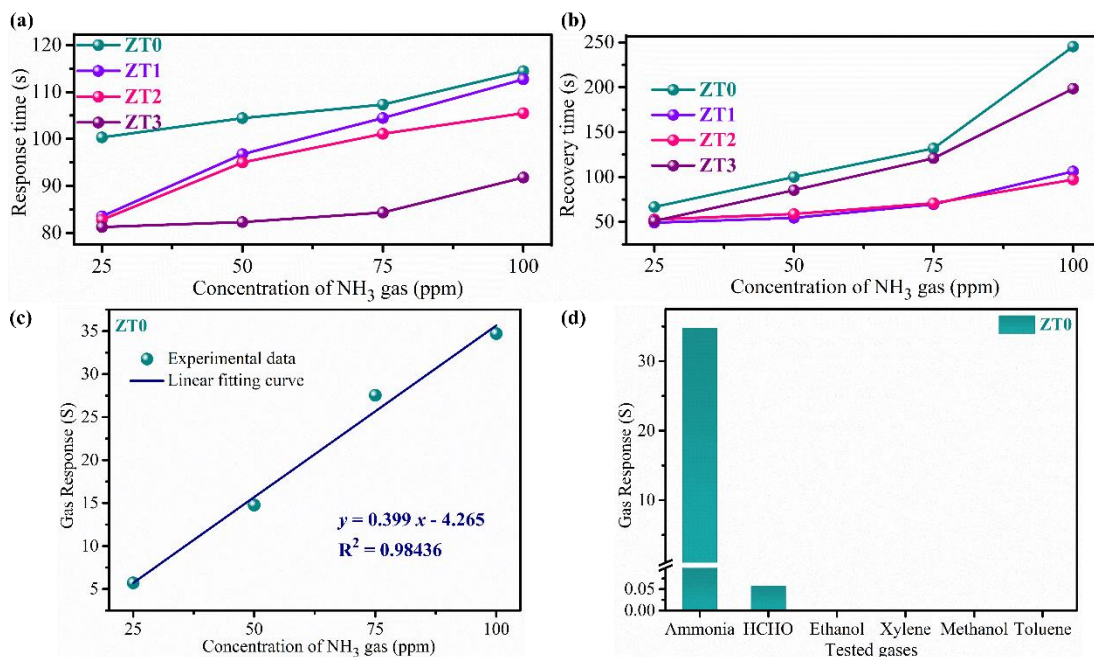 (a)
ZT0
ZT1
ZT2
ZT3
120
110
100
90
80
Response time (s)
25 50 75 100
Concentration of NH₃ gas (ppm)
(b)
ZT0
ZT1
ZT2
ZT3
250
200
150
100
50
Recovery time (s)
25 50 75 100
Concentration of NH₃ gas (ppm)
(c)
ZT0
Experimental data
Linear fitting curve
y = 0.399 x - 4.265
R² = 0.98436
35
30
25
20
15
10
5
Gas Response (S)
25 50 75 100
Concentration of NH₃ gas (ppm)
(d)
ZT0
30
20
10
0.05
0.00
Gas Response (S)
Ammonia HCHO Ethanol Xylene Methanol Toluene
Tested gases